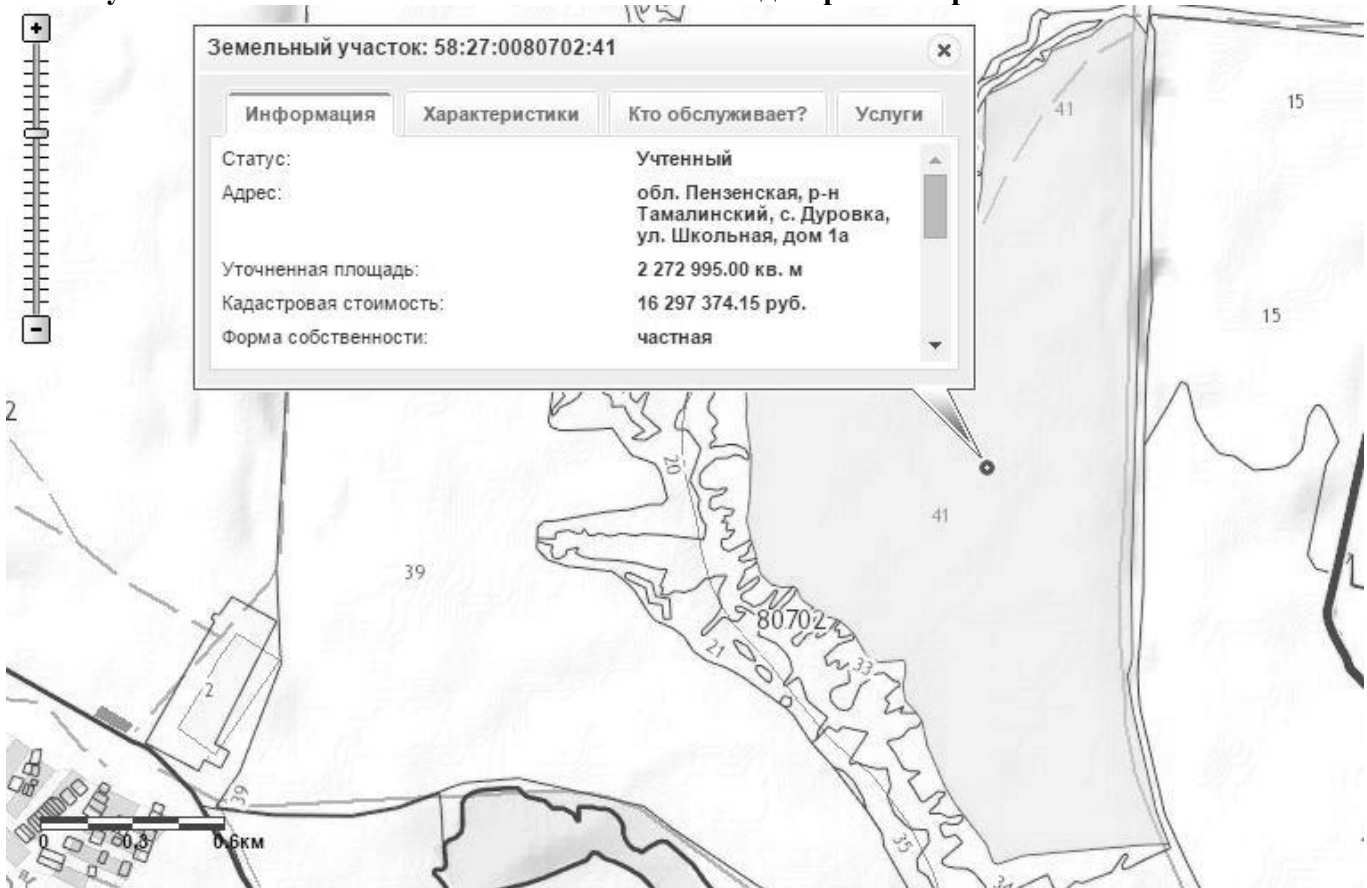 +
Земельный участок: 58:27:0080702:41
×
Информация
Характеристики
Кто обслуживает?
Услуги
Статус:
Учтенный
Адрес:
обл. Пензенская, р-н
Тамалинский, с. Дуровка,
ул. Школьная, дом 1а
Уточненная площадь:
2 272 995.00 кв. м
Кадастровая стоимость:
16 297 374.15 руб.
Форма собственности:
частная
-
41
15
15
2
20
41
39
80702
21
33
2
39
35
34
0
0.3
0.6км